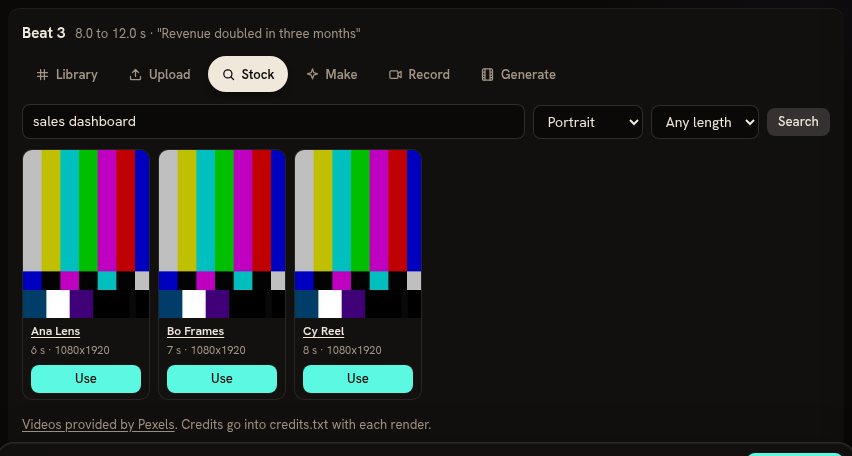 Beat 3 8.0 to 12.0 s · "Revenue doubled in three months"
Library Upload Stock Make Record Generate
sales dashboard Portrait Any length Search
Ana Lens Bo Frames Cy Reel
6 s · 1080x1920 7 s · 1080x1920 8 s · 1080x1920
Use Use Use
Videos provided by Pexels. Credits go into credits.txt with each render.